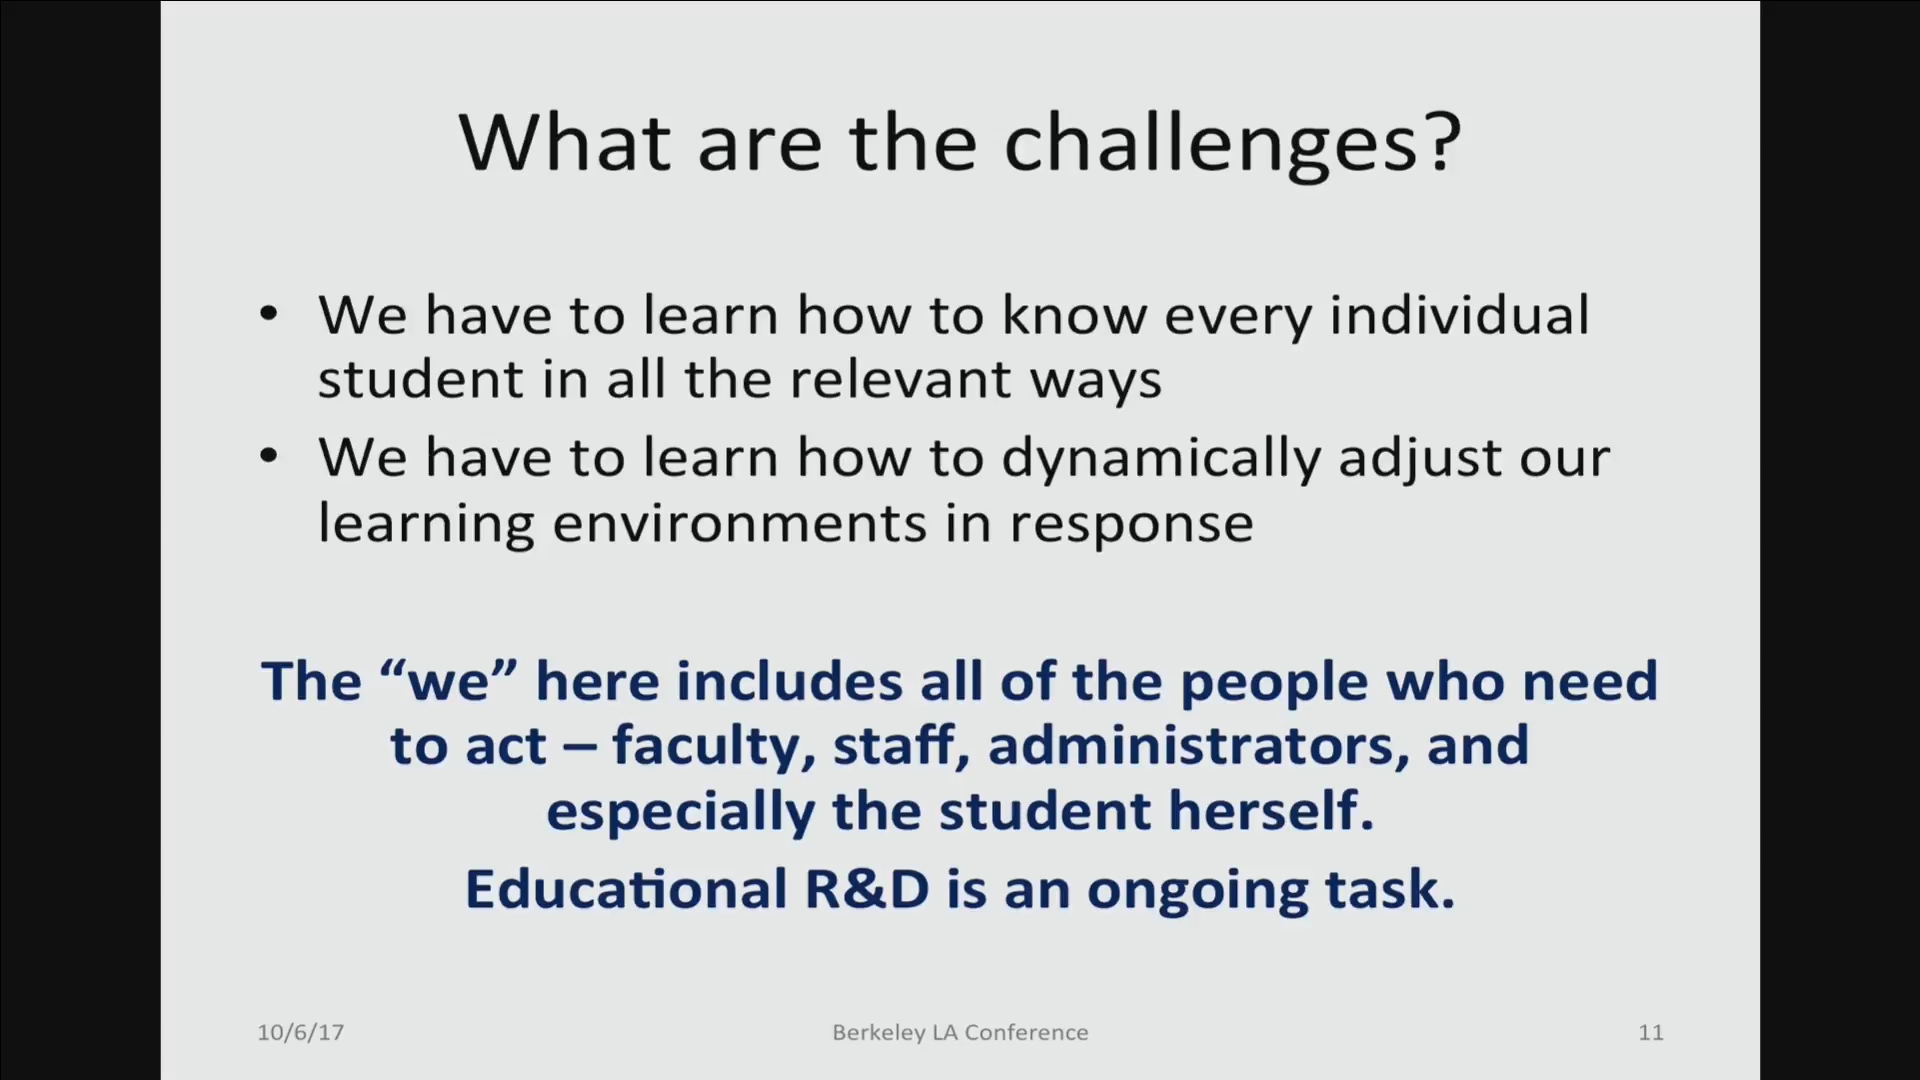 What are the challenges?
• We have to learn how to know every individual
student in all the relevant ways
• We have to learn how to dynamically adjust our
learning environments in response
The “we” here includes all of the people who need
to act – faculty, staff, administrators, and
especially the student herself.
Educational R&D is an ongoing task.
10/6/17
Berkeley LA Conference
11